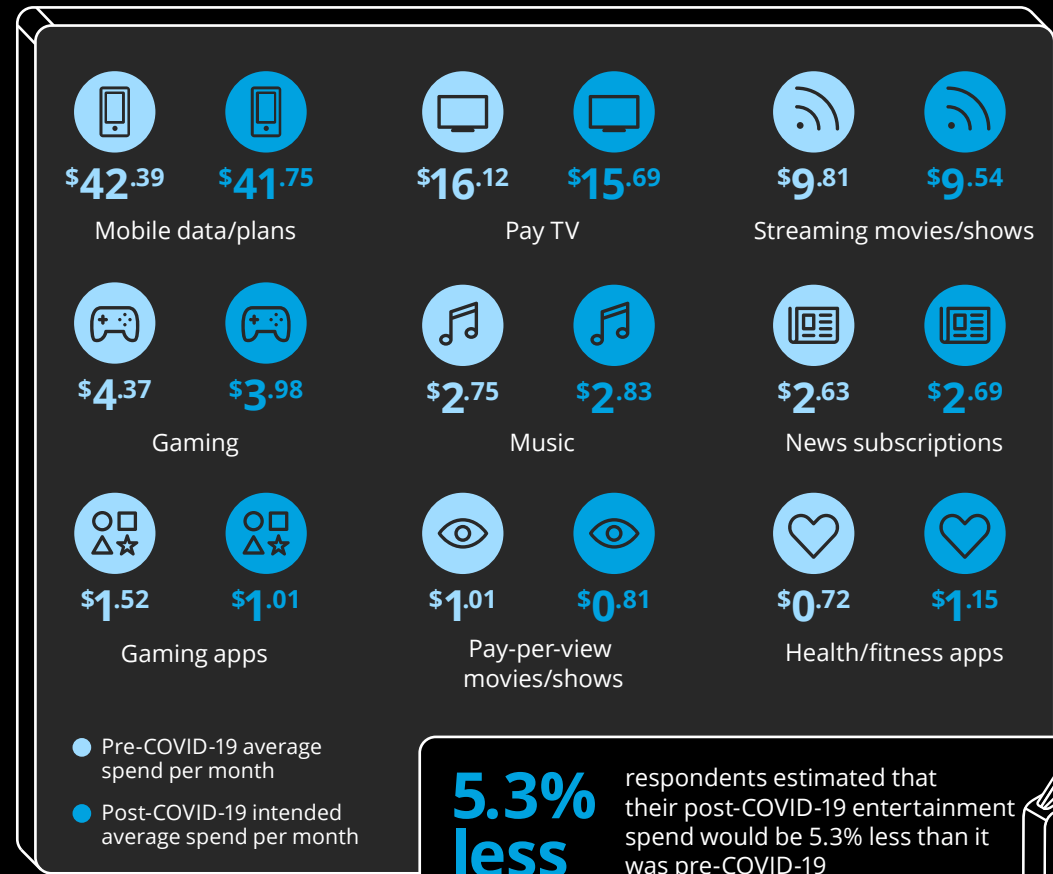 $42.39 $41.75
Mobile data/plans
$16.12 $15.69
Pay TV
$9.81 $9.54
Streaming movies/shows
$4.37 $3.98
Gaming
$2.75 $2.83
Music
$2.63 $2.69
News subscriptions
$1.52 $1.01
Gaming apps
$1.01 $0.81
Pay-per-view
movies/shows
$0.72 $1.15
Health/fitness apps
Pre-COVID-19 average
spend per month
Post-COVID-19 intended
average spend per month
5.3%
less
respondents estimated that
their post-COVID-19 entertainment
spend would be 5.3% less than it
was pre-COVID-19